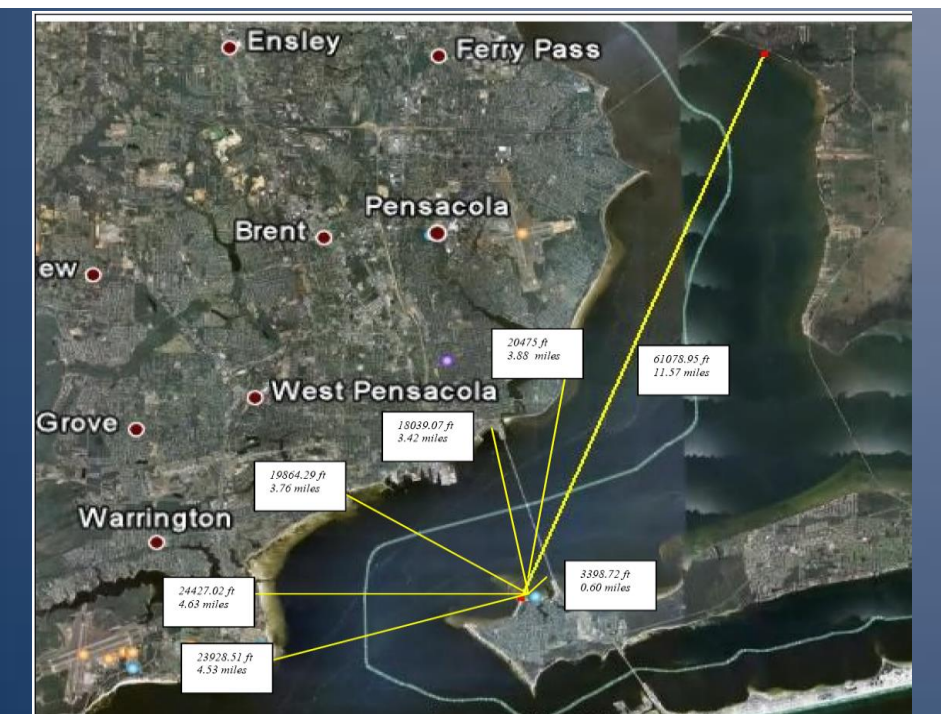 Ensley
Ferry Pass
Pensacola
Brent
ew
20475 ft
3.88 miles
61078.95 ft
11.57 miles
West Pensacola
Grove
18039.07 ft
3.42 miles
19864.29 ft
3.76 miles
Warrington
3398.72 ft
0.60 miles
24427.02 ft
4.63 miles
23928.51 ft
4.53 miles